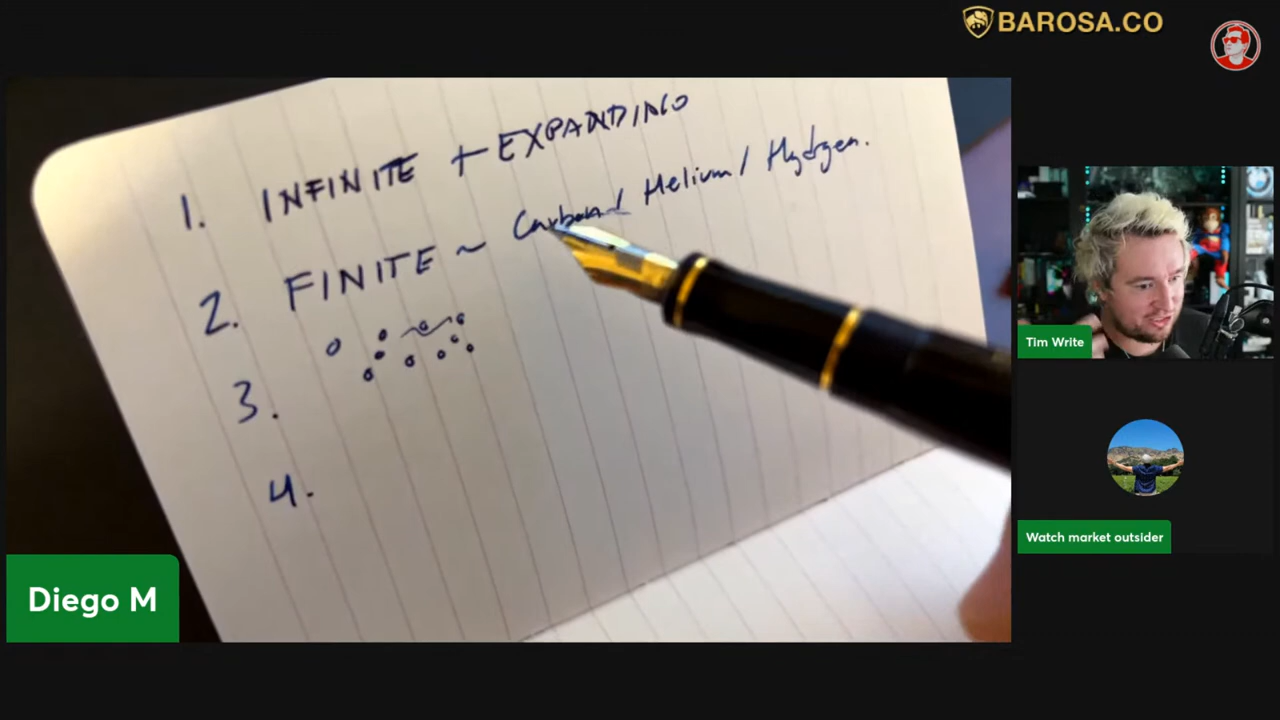 BAROSA.CO
1. INFINITE + EXPANDING
2. FINITE ~ Carbon / Helium / Hydrogen.
3.
4.
Tim Write
Watch market outsider
Diego M